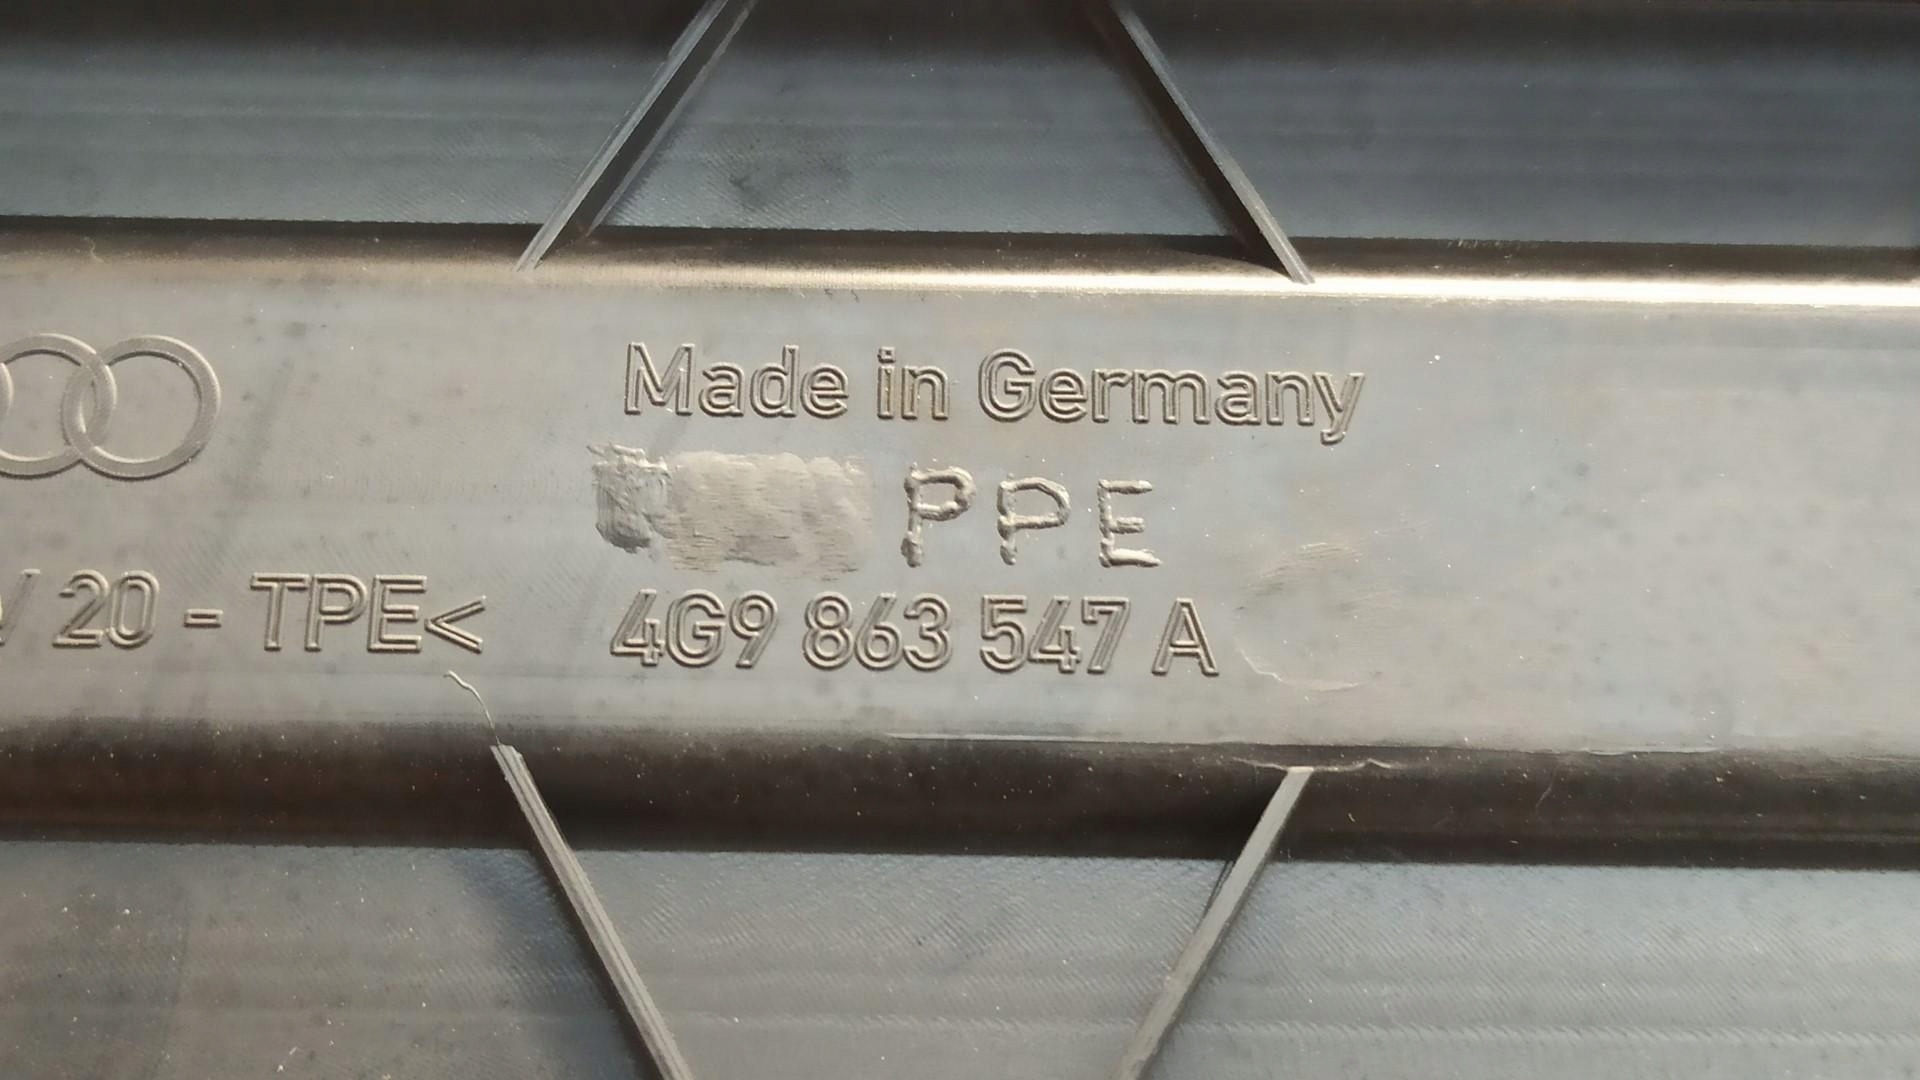 Made in Germany
PPE
/ 20 - TPE<
4G9 863 547 A